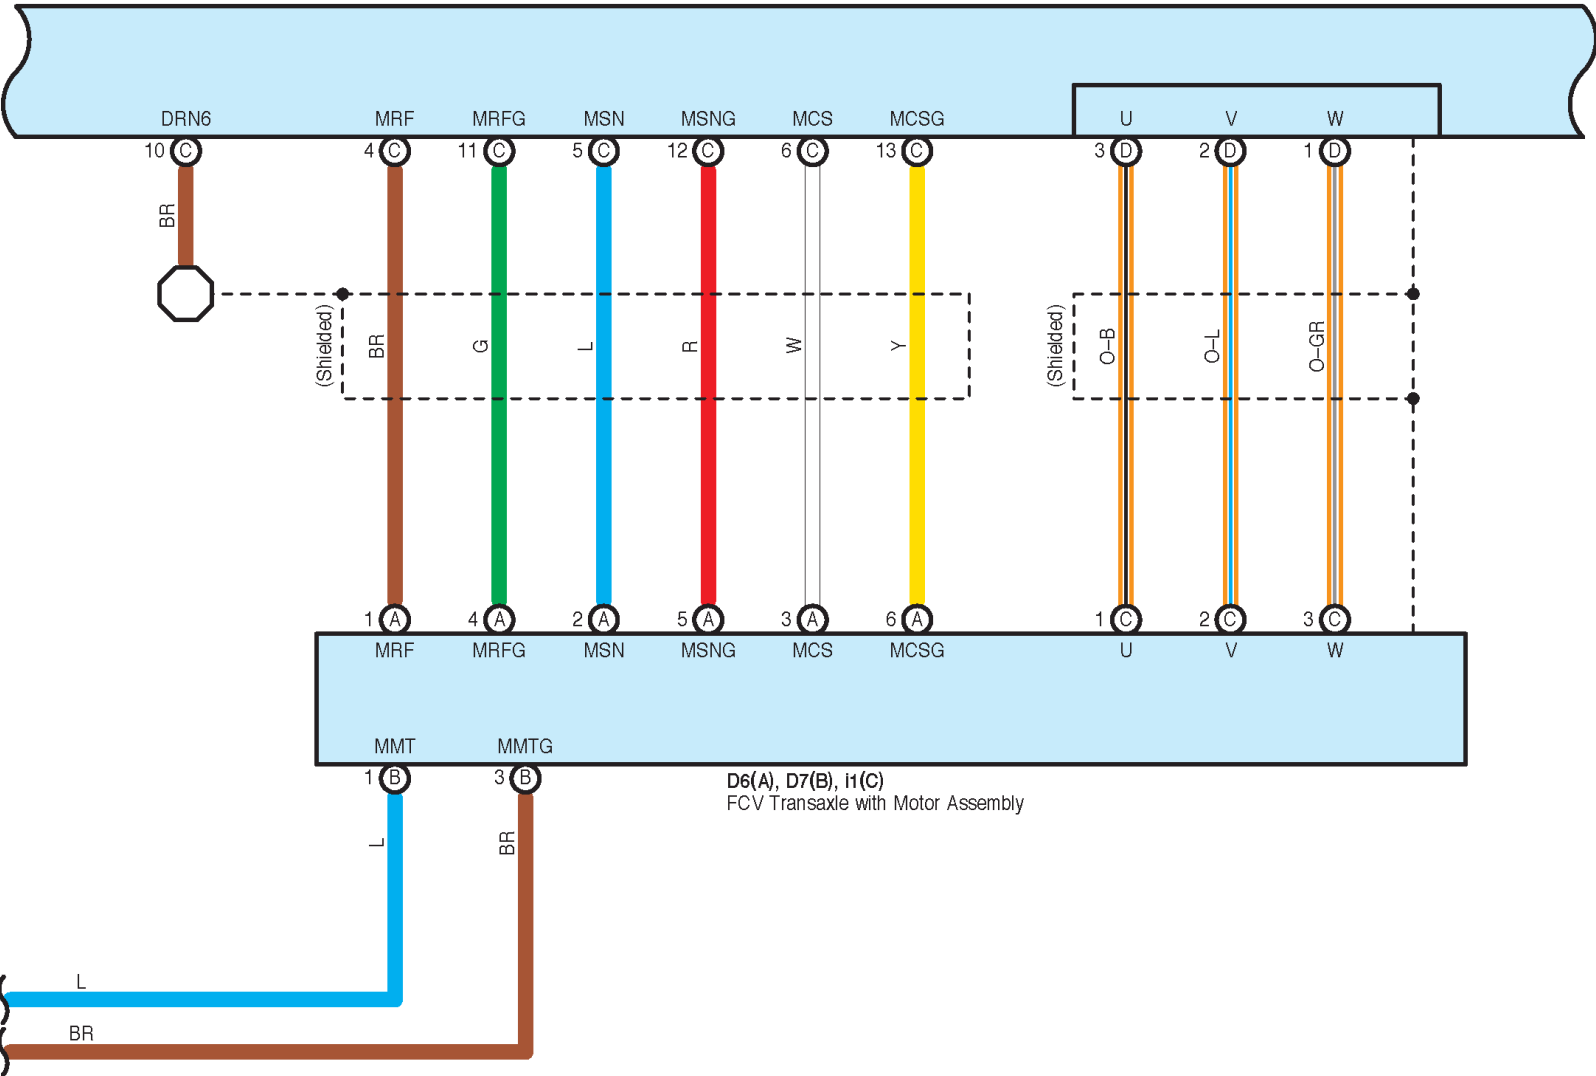 DRN6 MRF MRFG MSN MSNG MCS MCSG U V W
10 C 4 C 11 C 5 C 12 C 6 C 13 C 3 D 2 D 1 D
BR
(Shielded) BR G L R W Y (Shielded) O–B O–L O–GR
1 A 4 A 2 A 5 A 3 A 6 A 1 C 2 C 3 C
MRF MRFG MSN MSNG MCS MCSG U V W
MMT MMTG
1 B 3 B
D6(A), D7(B), i1(C)
FCV Transaxle with Motor Assembly
L BR
L
BR